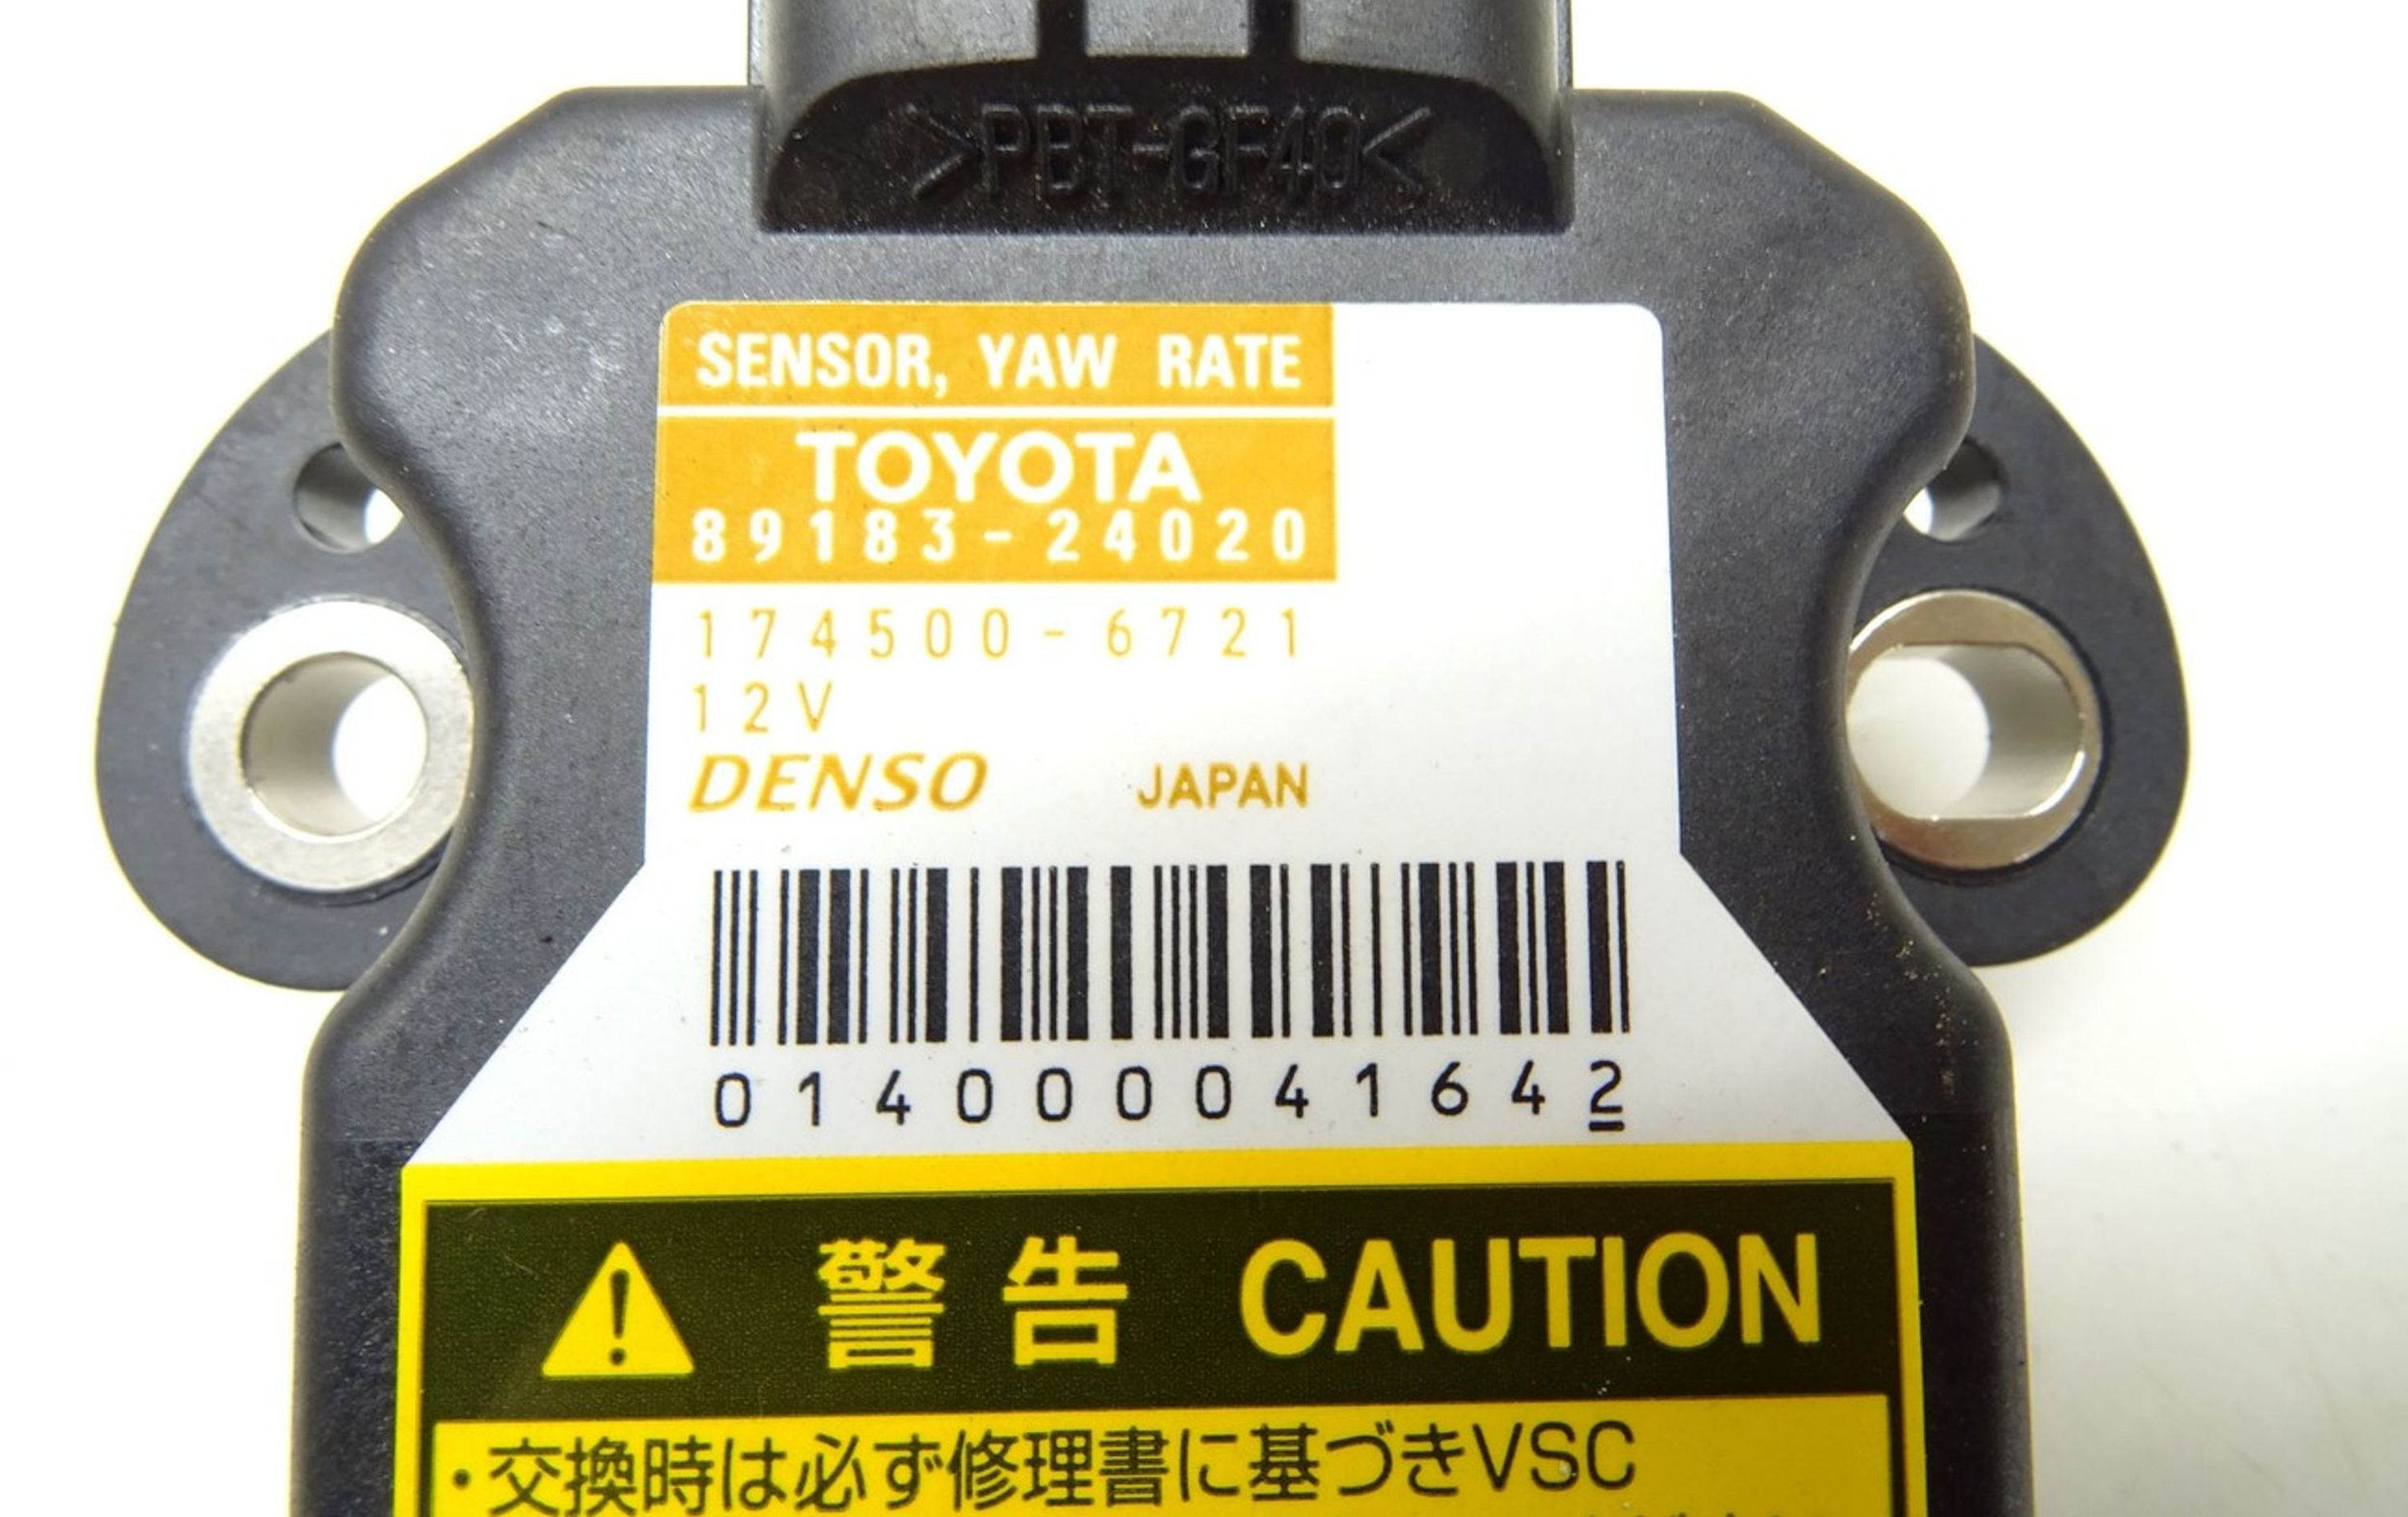 >PBT-GF40<
SENSOR, YAW RATE
TOYOTA
89183-24020
174500-6721
12V
DENSO JAPAN
014000041642
警告 CAUTION
・交換時は必ず修理書に基づきVSC